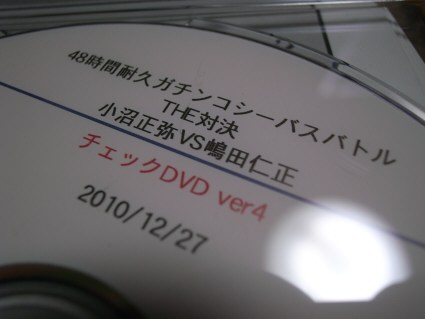 48時間耐久ガチンコシーバスバトル
THE対決
小沼正弥VS嶋田仁正
チェックDVD ver4
2010/12/27